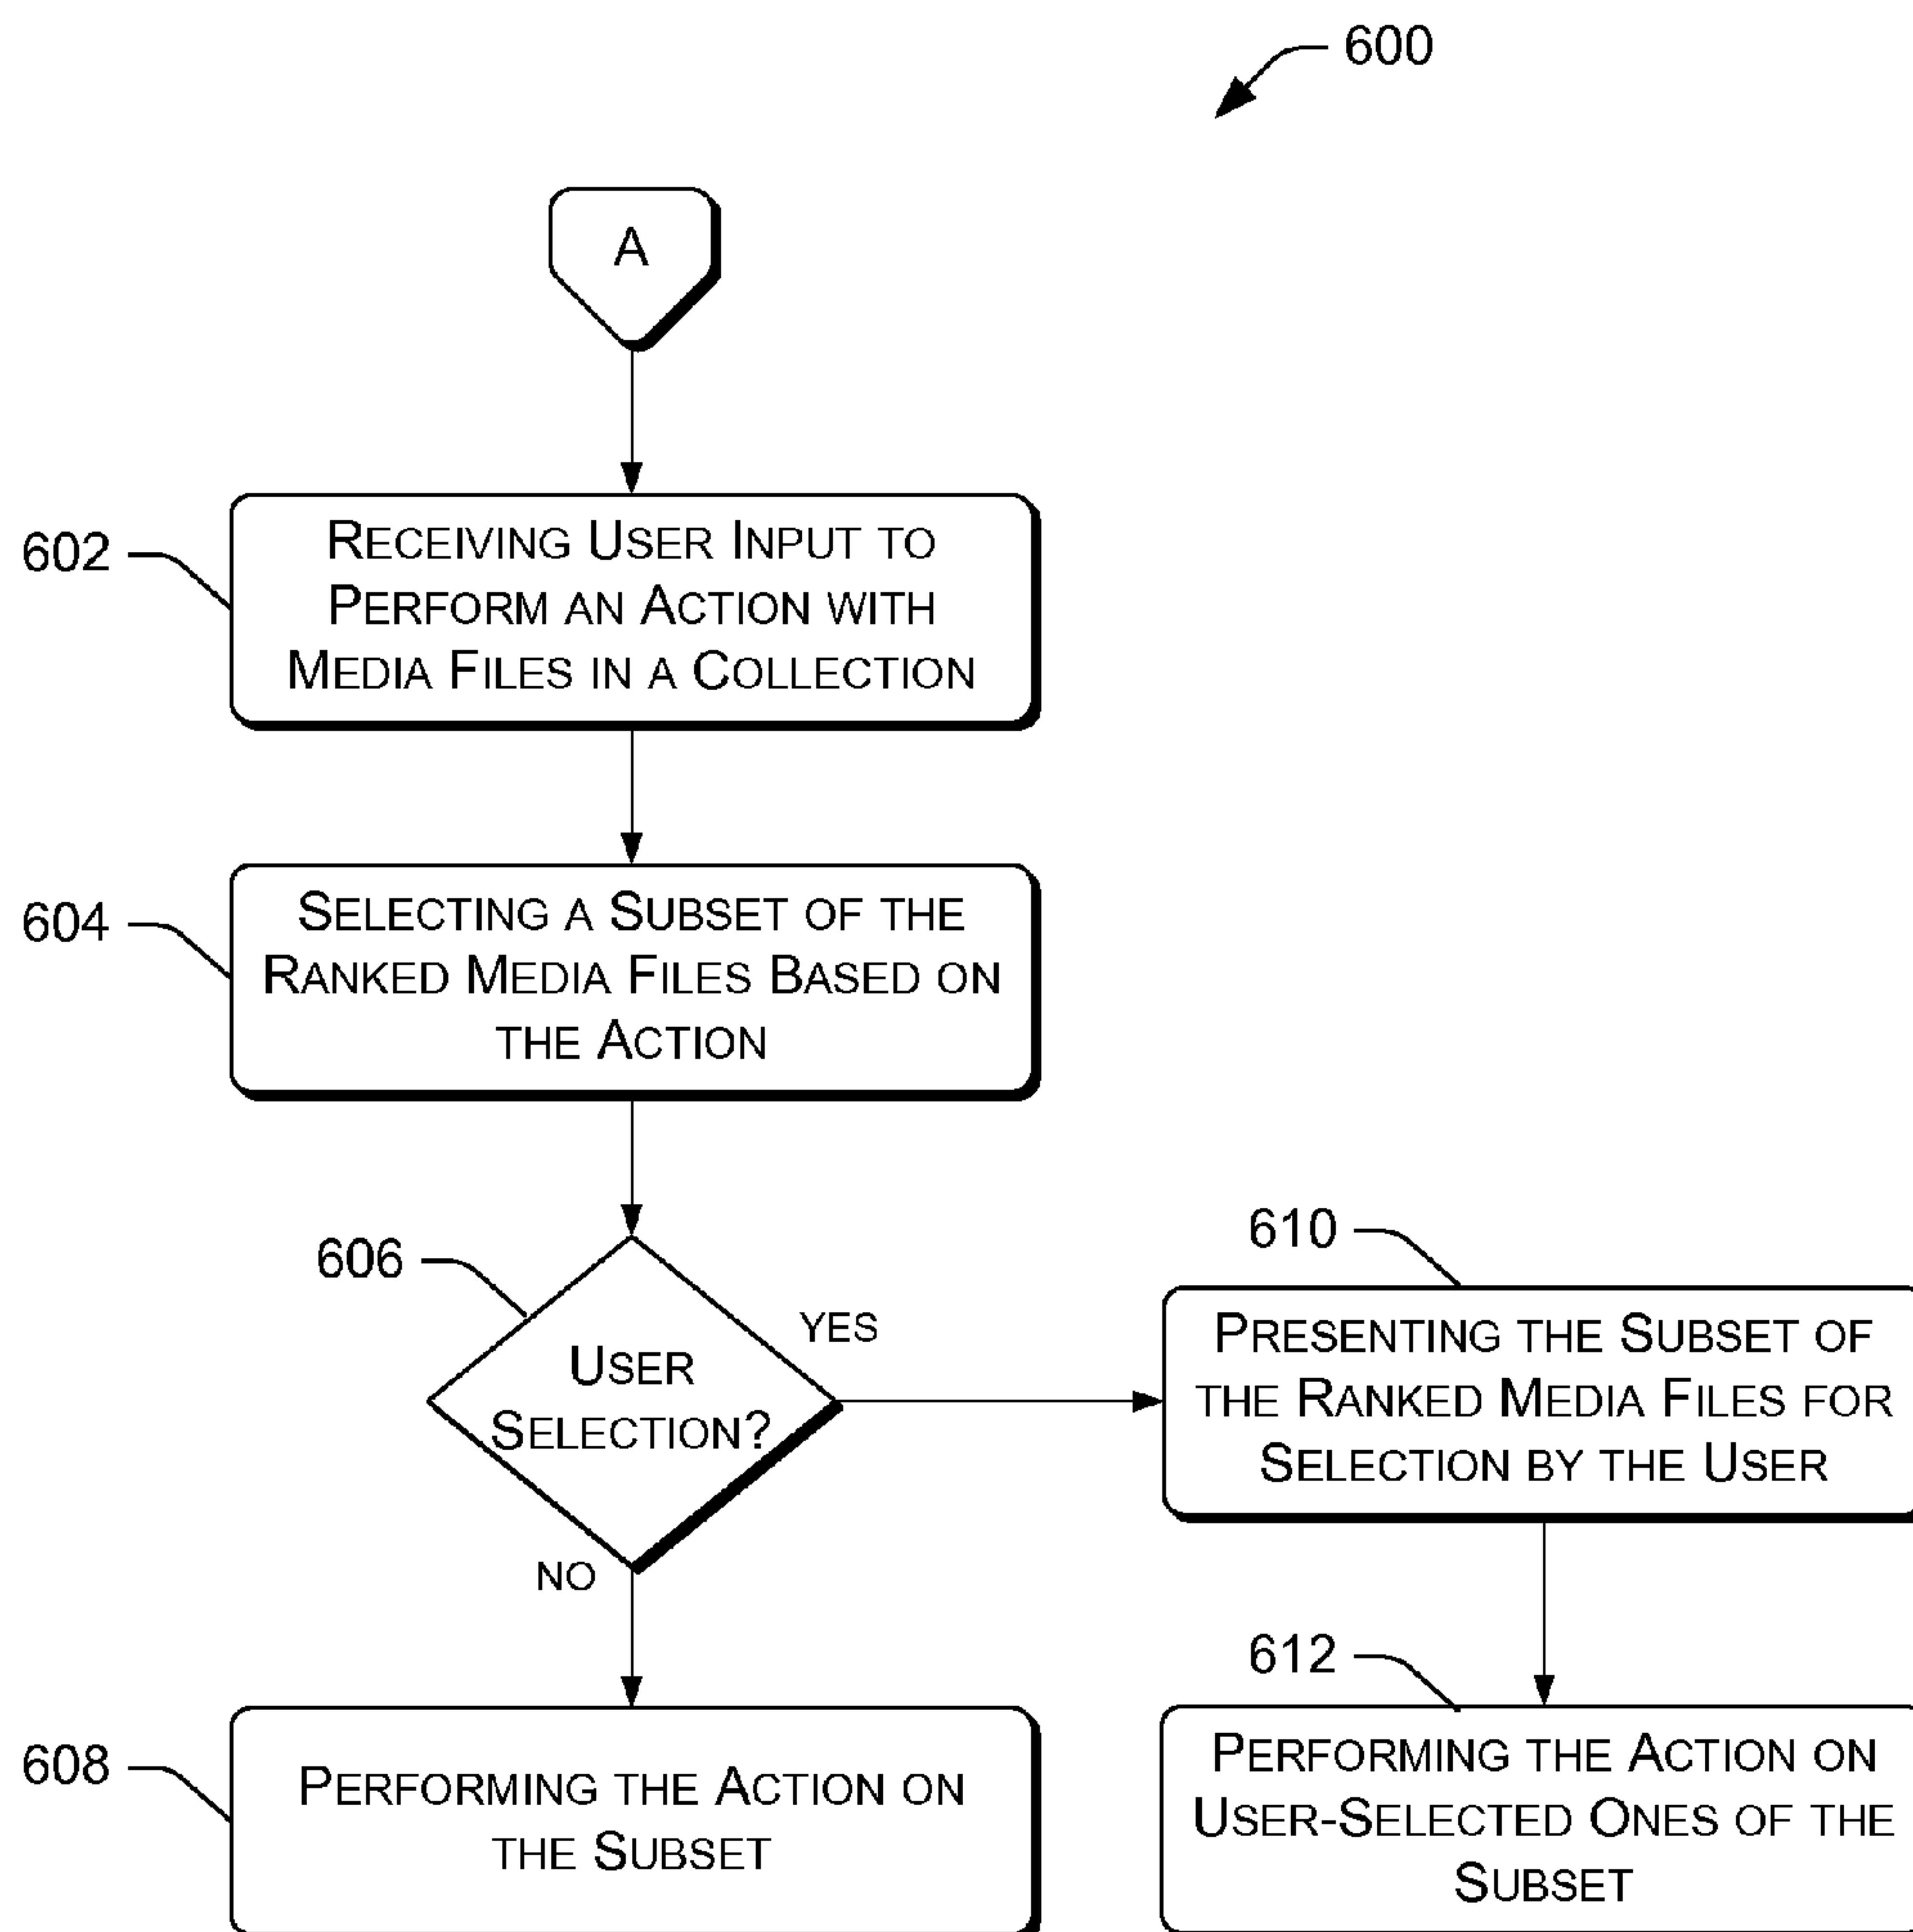 600
A
602
RECEIVING USER INPUT TO
PERFORM AN ACTION WITH
MEDIA FILES IN A COLLECTION
604
SELECTING A SUBSET OF THE
RANKED MEDIA FILES BASED ON
THE ACTION
606
USER
SELECTION?
YES
NO
610
PRESENTING THE SUBSET OF
THE RANKED MEDIA FILES FOR
SELECTION BY THE USER
608
PERFORMING THE ACTION ON
THE SUBSET
612
PERFORMING THE ACTION ON
USER-SELECTED ONES OF THE
SUBSET